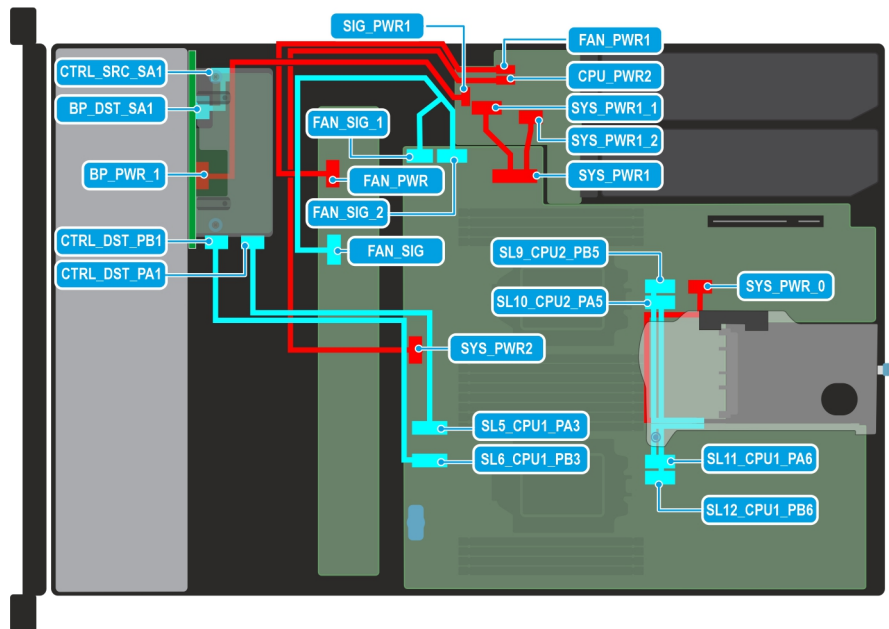 SIG_PWR1
FAN_PWR1
CTRL_SRC_SA1
CPU_PWR2
BP_DST_SA1
SYS_PWR1_1
FAN_SIG_1
SYS_PWR1_2
BP_PWR_1
FAN_PWR
SYS_PWR1
FAN_SIG_2
CTRL_DST_PB1
FAN_SIG
SL9_CPU2_PB5
CTRL_DST_PA1
SYS_PWR_0
SL10_CPU2_PA5
SYS_PWR2
SL5_CPU1_PA3
SL6_CPU1_PB3
SL11_CPU1_PA6
SL12_CPU1_PB6